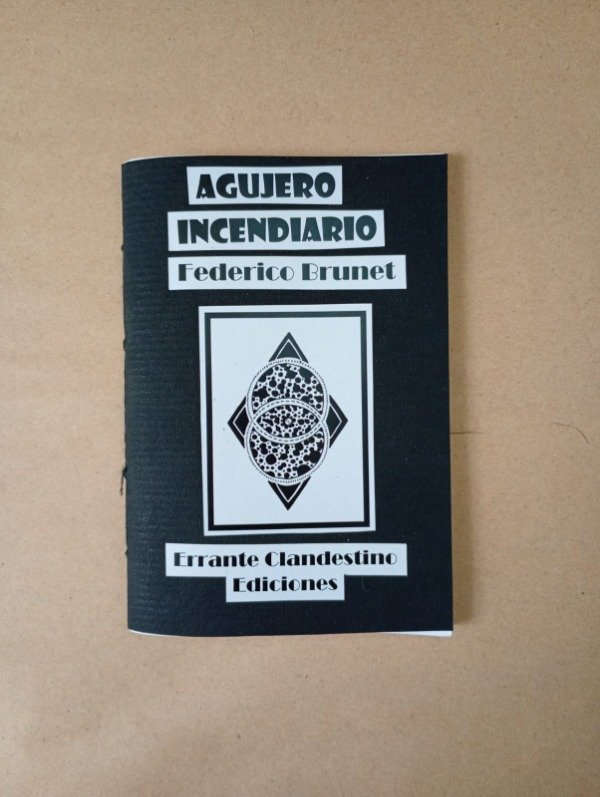 AGUJERO
INCENDIARIO
Federico Brunet
Errante Clandestino
Ediciones